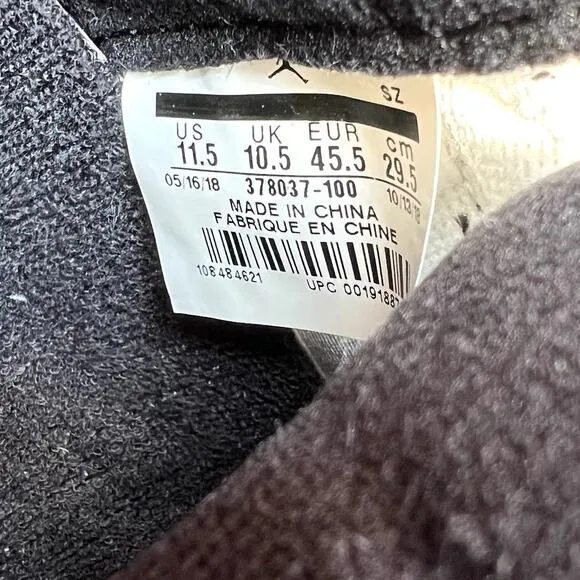 SZ
US UK EUR cm
11.5 10.5 45.5 29.5
05/16/18 378037-100 10/13/18
MADE IN CHINA
FABRIQUE EN CHINE
108484621 UPC 00191887